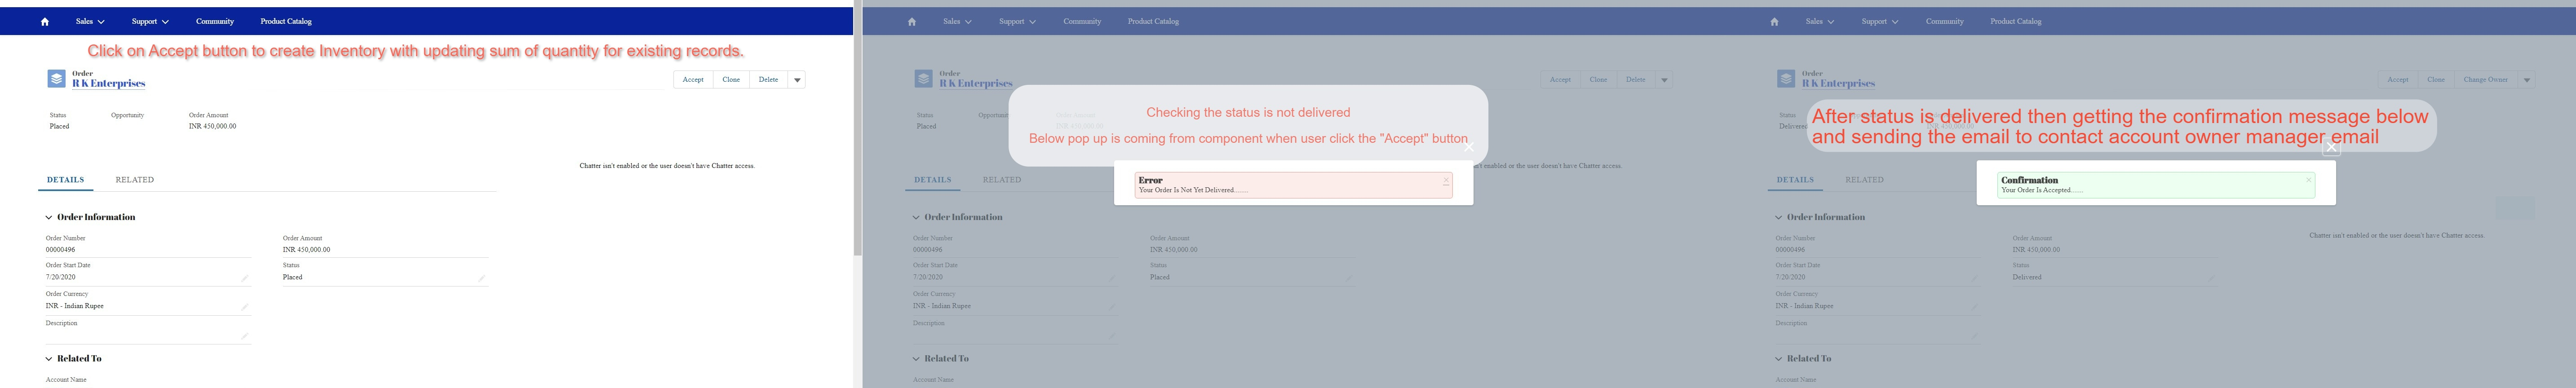 Sales Support Community Product Catalog
Click on Accept button to create Inventory with updating sum of quantity for existing records.
Order
R K Enterprises
Accept Clone Delete
Status Opportunity Order Amount
Placed INR 450,000.00
Chatter isn't enabled or the user doesn't have Chatter access.
DETAILS RELATED
Order Information
Order Number Order Amount
00000496 INR 450,000.00
Order Start Date Status
7/20/2020 Placed
Order Currency
INR - Indian Rupee
Description
Related To
Account Name
Sales Support Community Product Catalog
Order
R K Enterprises
Accept Clone Delete
Checking the status is not delivered
Status Opportunity Order Amount
Placed INR 450,000.00
Below pop up is coming from component when user click the "Accept" button
n't enabled or the user doesn't have Chatter access.
Error
Your Order Is Not Yet Delivered.......
DETAILS RELATED
Order Information
Order Number Order Amount
00000496 INR 450,000.00
Order Start Date Status
7/20/2020 Placed
Order Currency
INR - Indian Rupee
Description
Related To
Account Name
Sales Support Community Product Catalog
Order
R K Enterprises
Accept Clone Change Owner
After status is delivered then getting the confirmation message below
and sending the email to contact account owner manager email
Status
Delivered
Confirmation
Your Order Is Accepted.......
DETAILS RELATED
Order Information
Chatter isn't enabled or the user doesn't have Chatter access.
Order Number Order Amount
00000496 INR 450,000.00
Order Start Date Status
7/20/2020 Delivered
Order Currency
INR - Indian Rupee
Description
Related To
Account Name